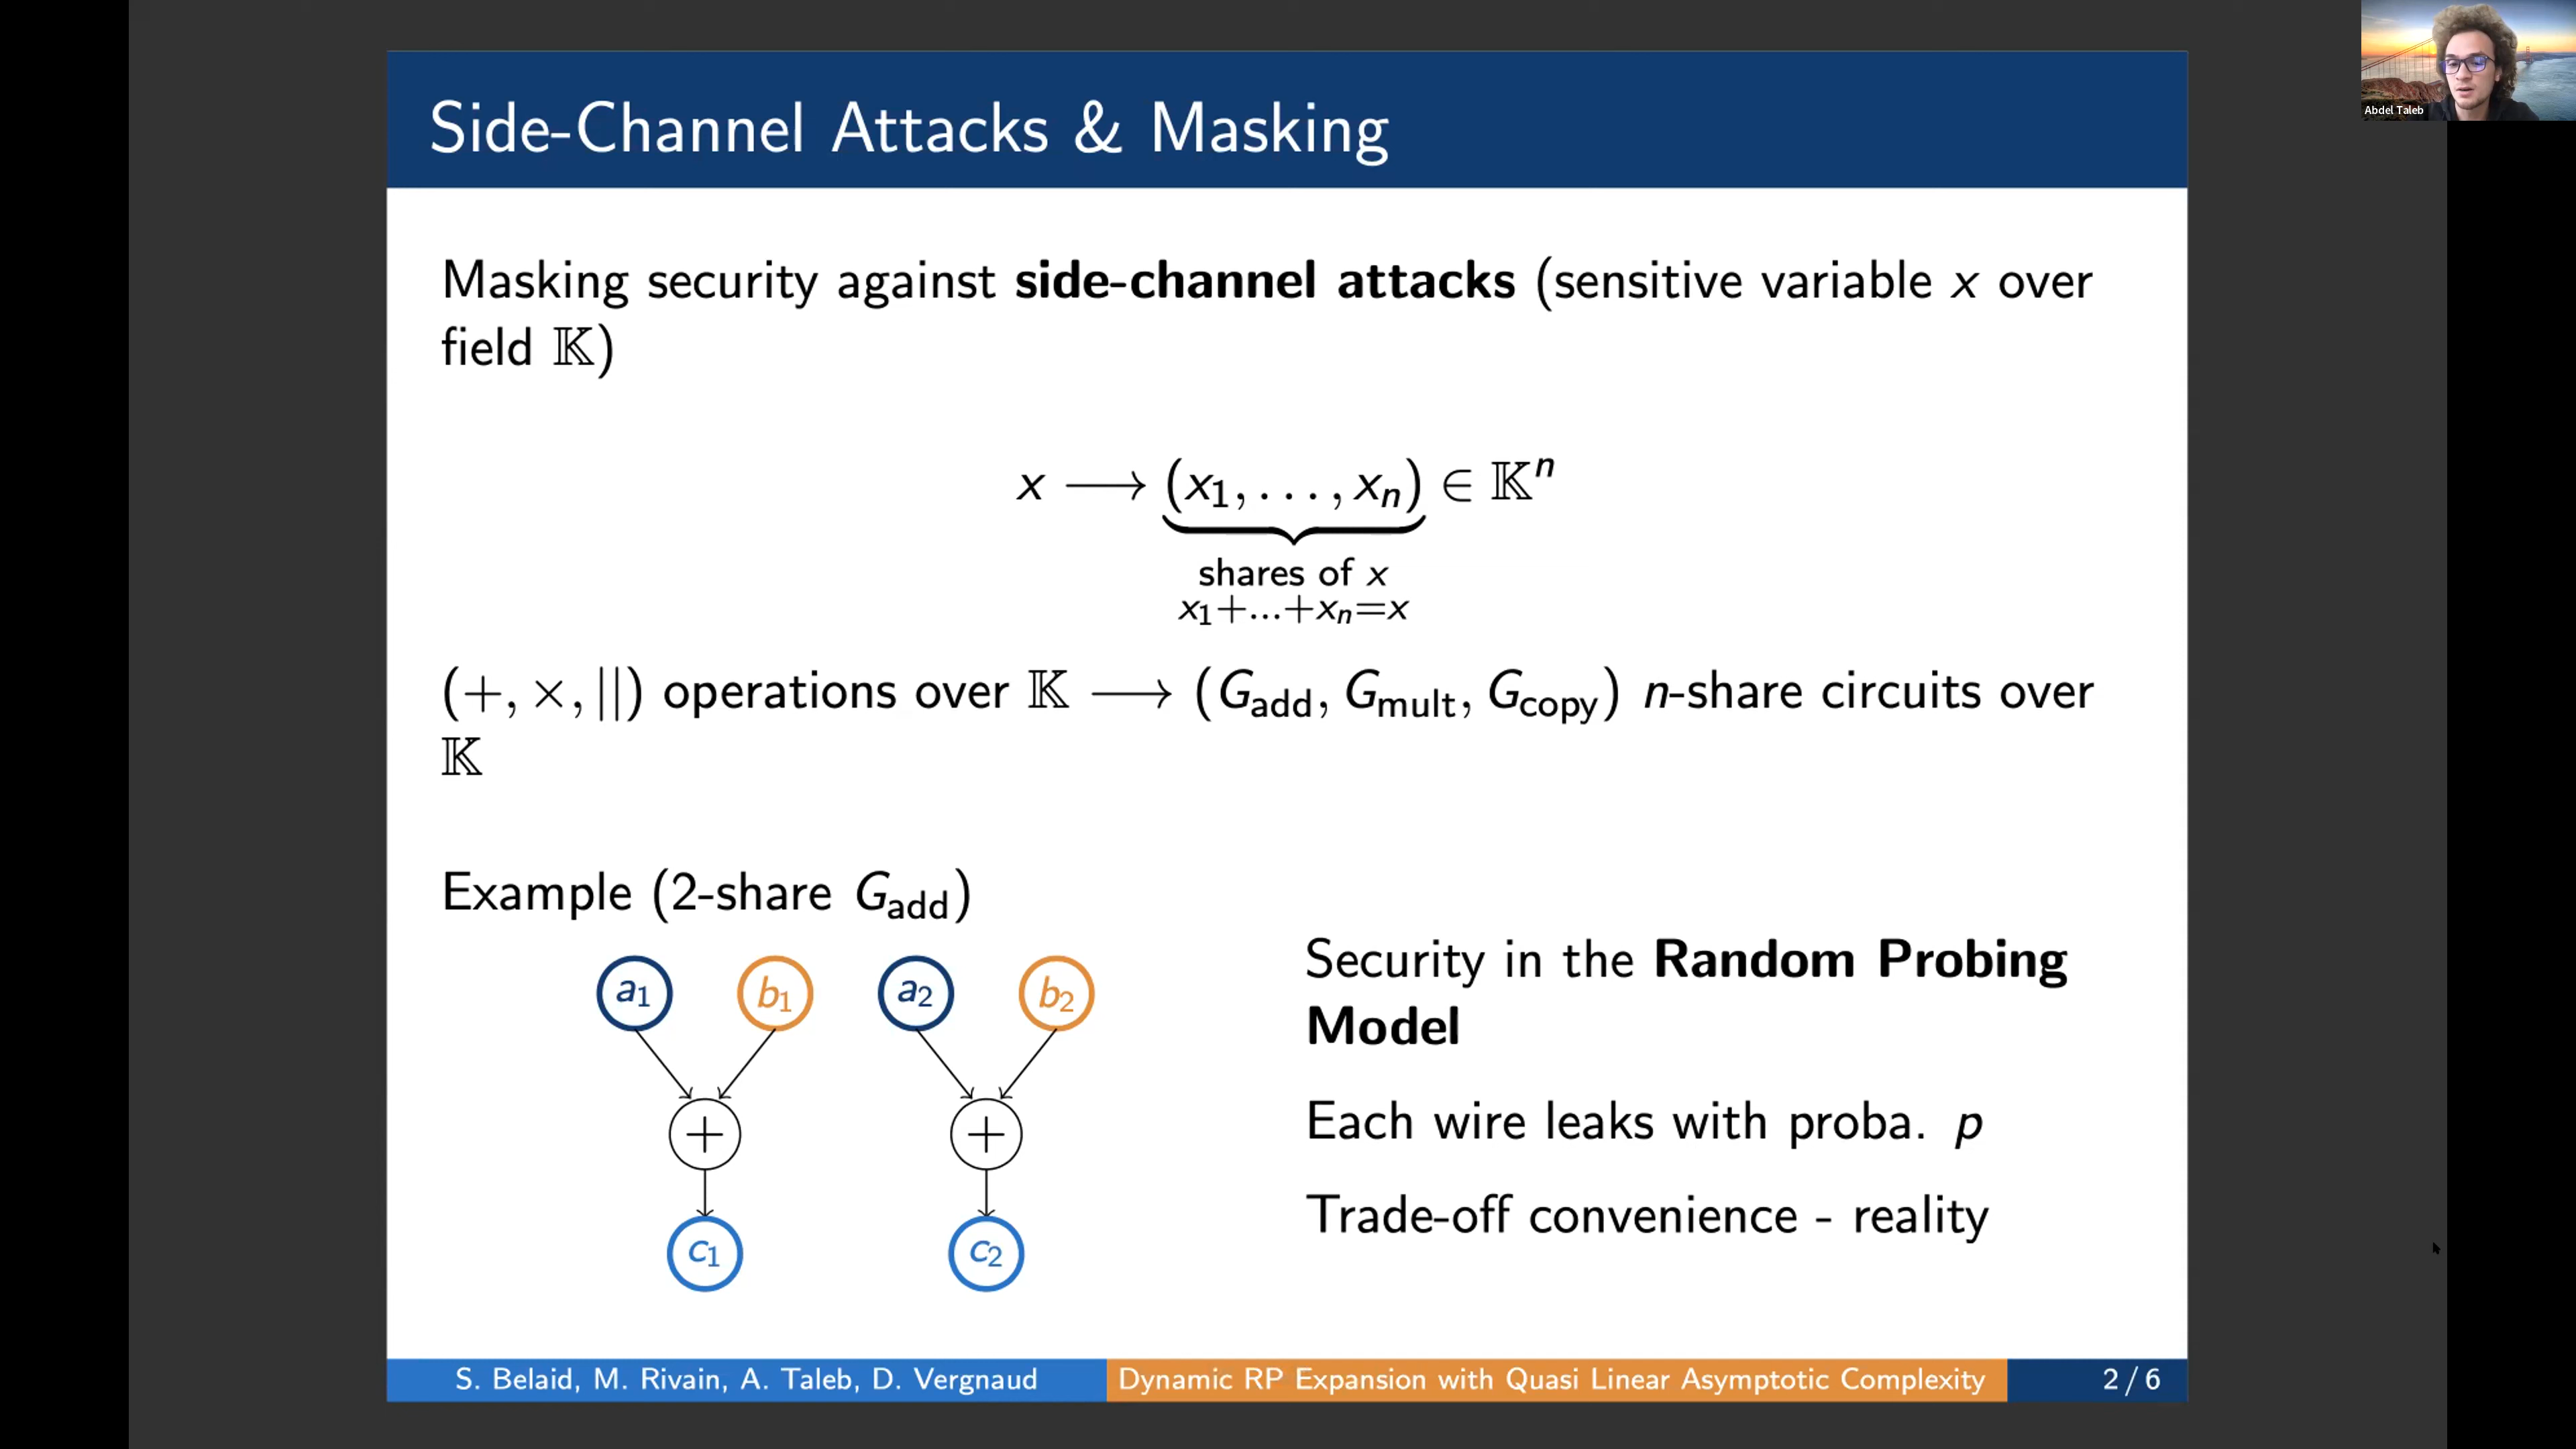 Abdel Taleb
Side-Channel Attacks & Masking
Masking security against side-channel attacks (sensitive variable x over
field 𝕂)
x ⟶ (x₁, . . . , xₙ) ∈ 𝕂ⁿ
shares of x
x₁+...+xₙ=x
(+, ×, ||) operations over 𝕂 ⟶ (G_add, G_mult, G_copy) n-share circuits over
𝕂
Example (2-share G_add)
a₁ b₁ a₂ b₂
+ +
c₁ c₂
Security in the Random Probing
Model
Each wire leaks with proba. p
Trade-off convenience - reality
S. Belaid, M. Rivain, A. Taleb, D. Vergnaud
Dynamic RP Expansion with Quasi Linear Asymptotic Complexity
2 / 6